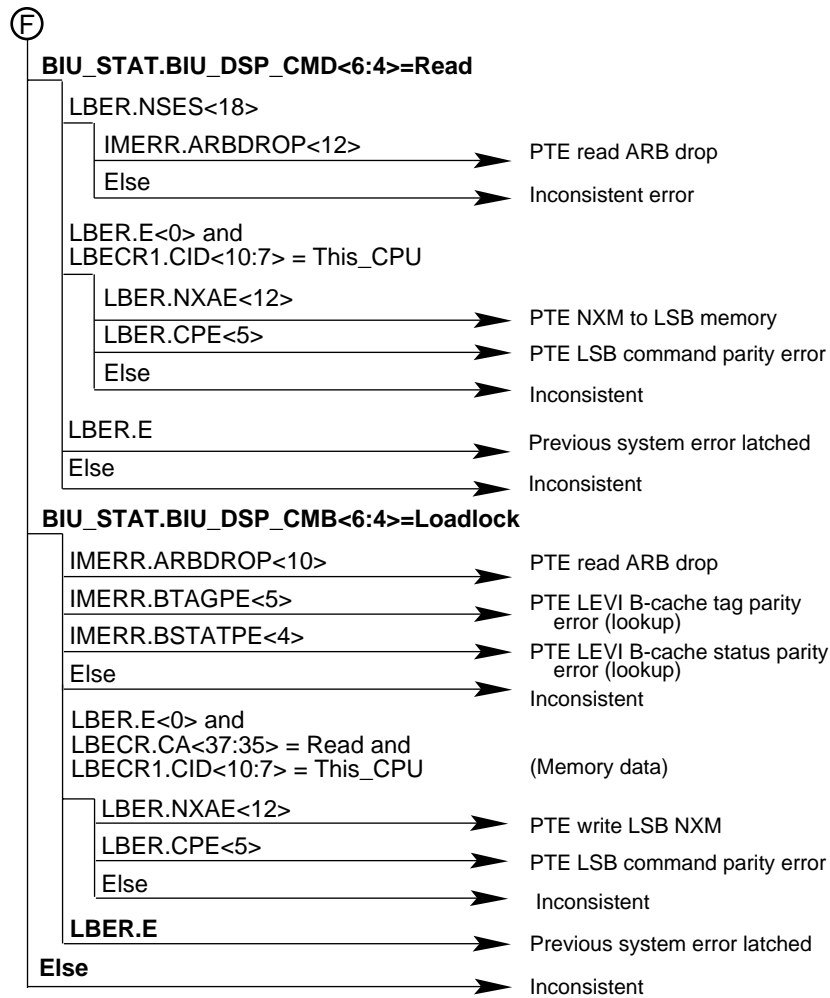 F
BIU_STAT.BIU_DSP_CMD<6:4>=Read
LBER.NSES<18>
IMERR.ARBDROP<12>
PTE read ARB drop
Else
Inconsistent error
LBER.E<0> and
LBECR1.CID<10:7> = This_CPU
LBER.NXAE<12>
PTE NXM to LSB memory
LBER.CPE<5>
PTE LSB command parity error
Else
Inconsistent
LBER.E
Previous system error latched
Else
Inconsistent
BIU_STAT.BIU_DSP_CMB<6:4>=Loadlock
IMERR.ARBDROP<10>
PTE read ARB drop
IMERR.BTAGPE<5>
PTE LEVI B-cache tag parity
error (lookup)
IMERR.BSTATPE<4>
PTE LEVI B-cache status parity
error (lookup)
Else
Inconsistent
LBER.E<0> and
LBECR.CA<37:35> = Read and
LBECR1.CID<10:7> = This_CPU
(Memory data)
LBER.NXAE<12>
PTE write LSB NXM
LBER.CPE<5>
PTE LSB command parity error
Else
Inconsistent
LBER.E
Previous system error latched
Else
Inconsistent